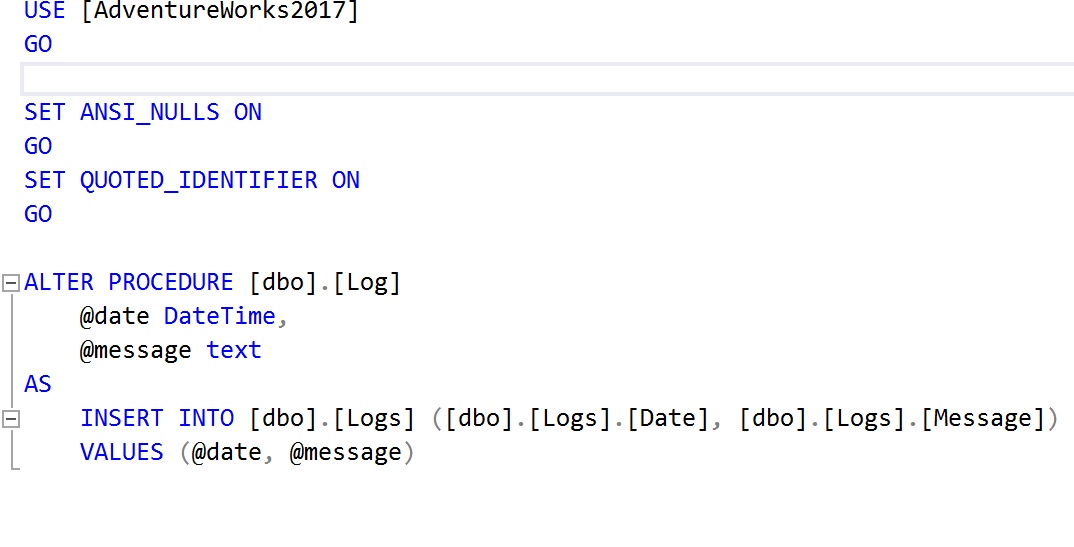 USE [AdventureWorks2017]
GO
SET ANSI_NULLS ON
GO
SET QUOTED_IDENTIFIER ON
GO
ALTER PROCEDURE [dbo].[Log]
@date DateTime,
@message text
AS
INSERT INTO [dbo].[Logs] ([dbo].[Logs].[Date], [dbo].[Logs].[Message])
VALUES (@date, @message)